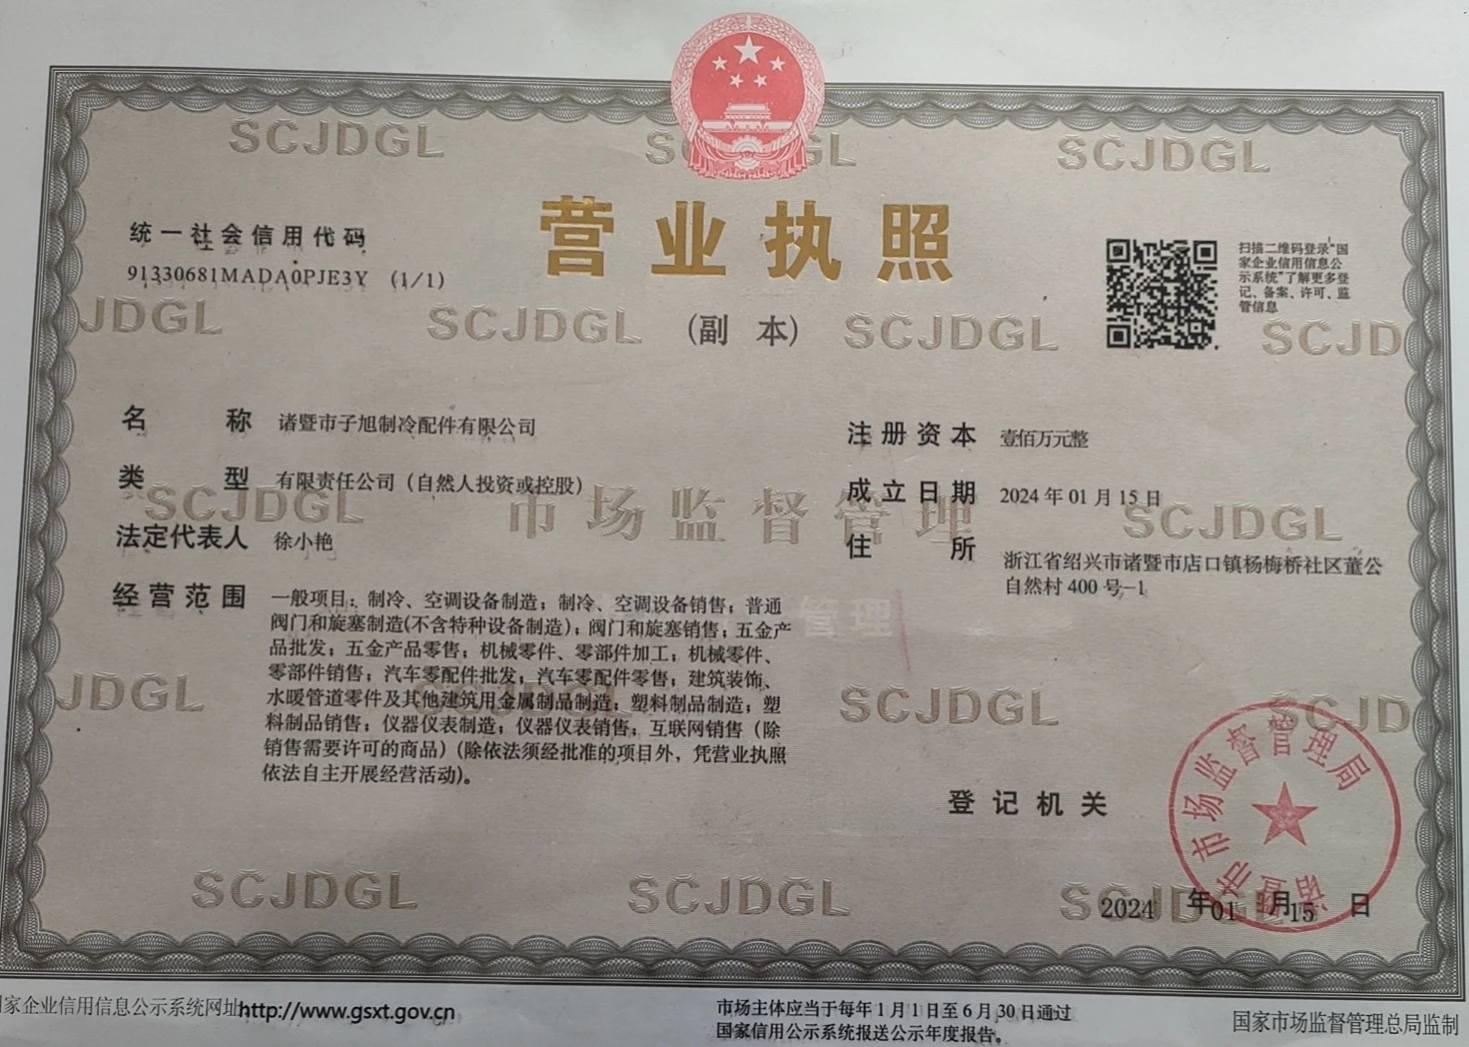 营业执照
(副 本)
统一社会信用代码
91330681MADA0PJE3Y (1/1)
扫描二维码登录“国
家企业信用信息公
示系统”了解更多登
记、备案、许可、监
管信息
名称 诸暨市子旭制冷配件有限公司
类型 有限责任公司（自然人投资或控股）
法定代表人 徐小艳
经营范围 一般项目：制冷、空调设备制造；制冷、空调设备销售；普通
阀门和旋塞制造(不含特种设备制造)；阀门和旋塞销售；五金产
品批发；五金产品零售；机械零件、零部件加工；机械零件、
零部件销售；汽车零配件批发；汽车零配件零售；建筑装饰、
水暖管道零件及其他建筑用金属制品制造；塑料制品制造；塑
料制品销售；仪器仪表制造；仪器仪表销售；互联网销售（除
销售需要许可的商品）(除依法须经批准的项目外，凭营业执照
依法自主开展经营活动)。
注册资本 壹佰万元整
成立日期 2024年01月15日
住所 浙江省绍兴市诸暨市店口镇杨梅桥社区董公
自然村400号-1
市场监督管理
管理
登记机关
诸暨市市场监督管理局
2024 年01 月15 日
SCJDGL SCJDGL SCJDGL
JDGL SCJDGL SCJDGL SCJD
SCJDGL SCJDGL
JDGL SCJDGL SCJDGL SCJD
SCJDGL SCJDGL SCJD
家企业信用信息公示系统网址http://www.gsxt.gov.cn
市场主体应当于每年1月1日至6月30日通过
国家信用公示系统报送公示年度报告。
国家市场监督管理总局监制